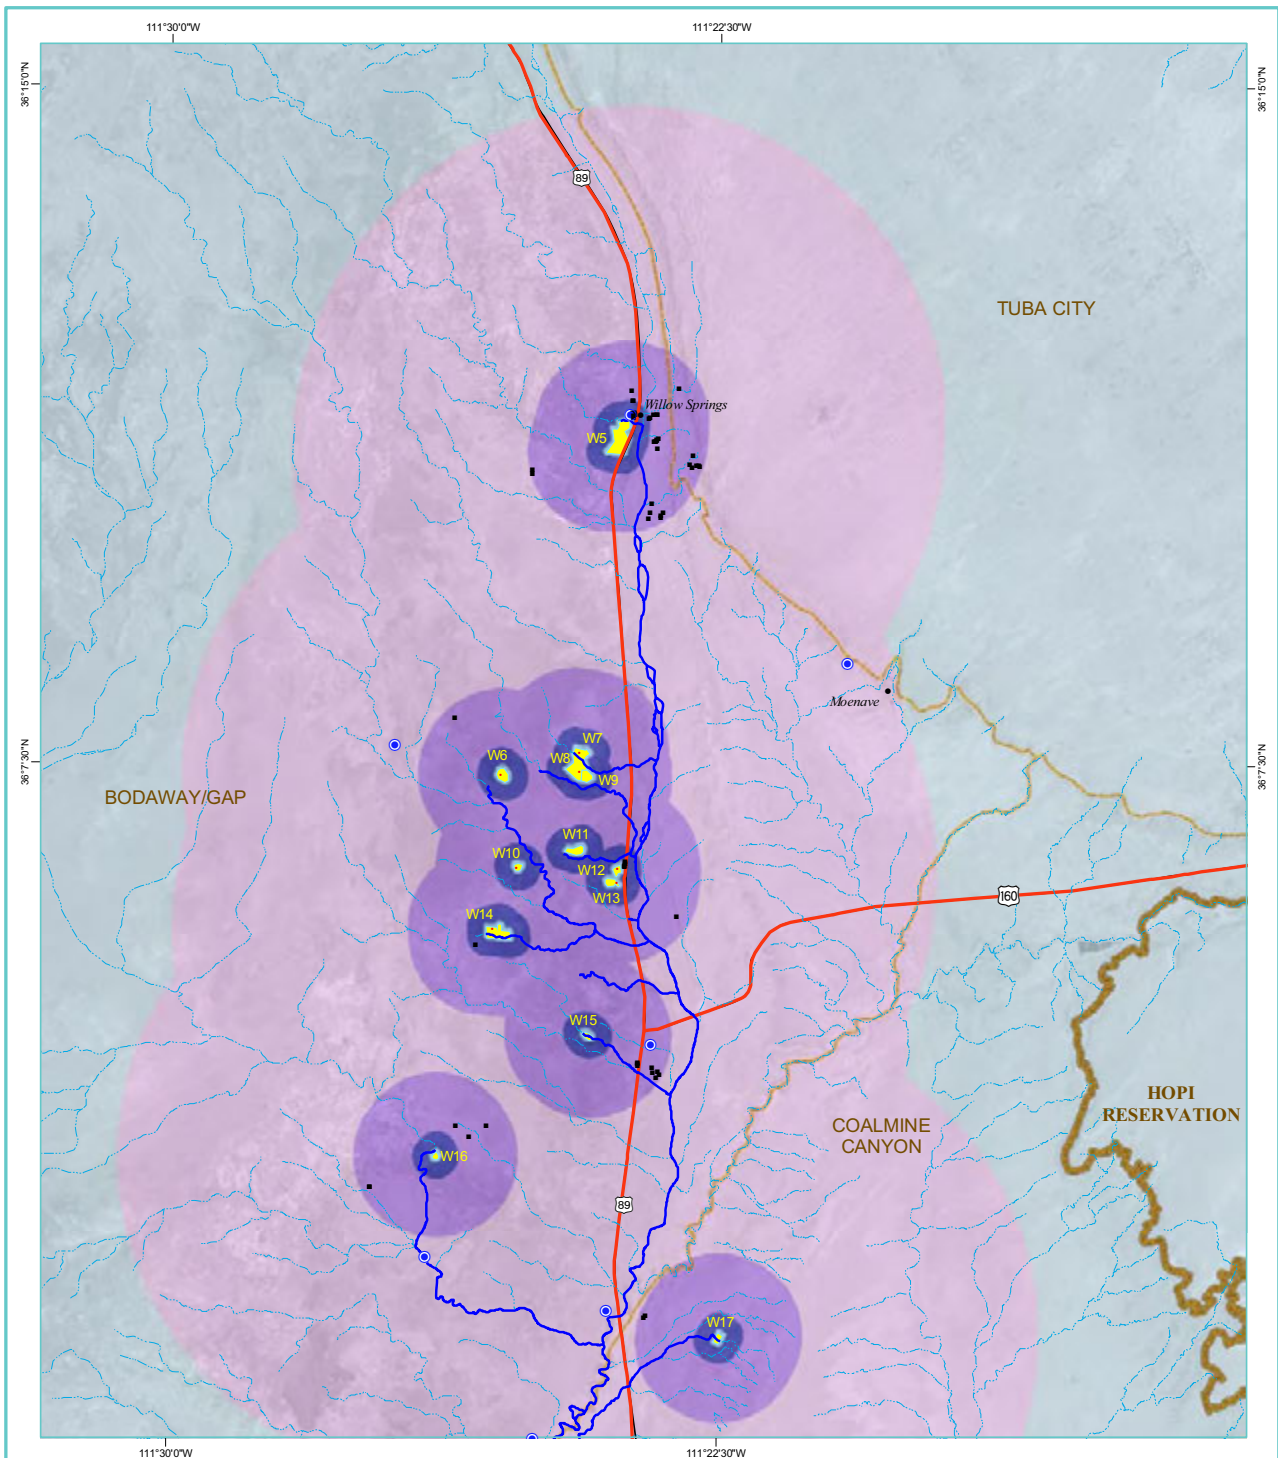 111°30'0"W
111°22'30"W
36°15'0"N
36°15'0"N
89
TUBA CITY
Willow Springs
W5
Moenave
W7
W6
W8
W9
36°7'30"N
36°7'30"N
BODAWAY/GAP
W11
W10
W12
W13
160
W14
W15
HOPI
RESERVATION
COALMINE
CANYON
W16
89
W17
111°30'0"W
111°22'30"W